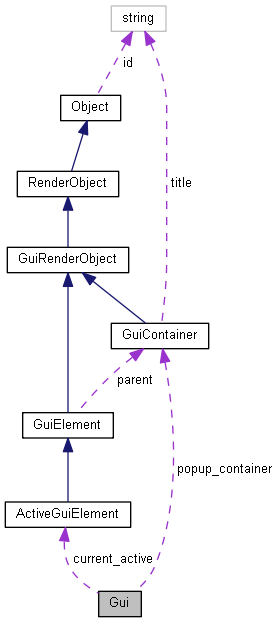 string
id
Object
title
RenderObject
GuiRenderObject
GuiContainer
parent
GuiElement
popup_container
ActiveGuiElement
current_active
Gui